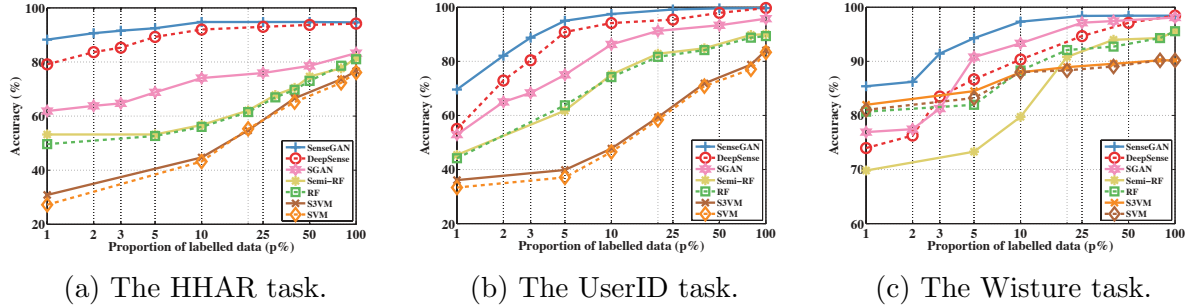 100
80
60
40
20
Accuracy (%)
1 2 3 5 10 20 25 50 100
Proportion of labelled data (p%)
SenseGAN
DeepSense
SGAN
Semi−RF
RF
S3VM
SVM
(a) The HHAR task.
100
80
60
40
20
Accuracy (%)
1 2 3 5 10 20 25 50 100
Proportion of labelled data (p%)
SenseGAN
DeepSense
SGAN
Semi−RF
RF
S3VM
SVM
(b) The UserID task.
100
90
80
70
60
Accuracy (%)
1 2 3 5 10 20 25 50 100
Proportion of labelled data (p%)
SenseGAN
DeepSense
SGAN
Semi−RF
RF
S3VM
SVM
(c) The Wisture task.